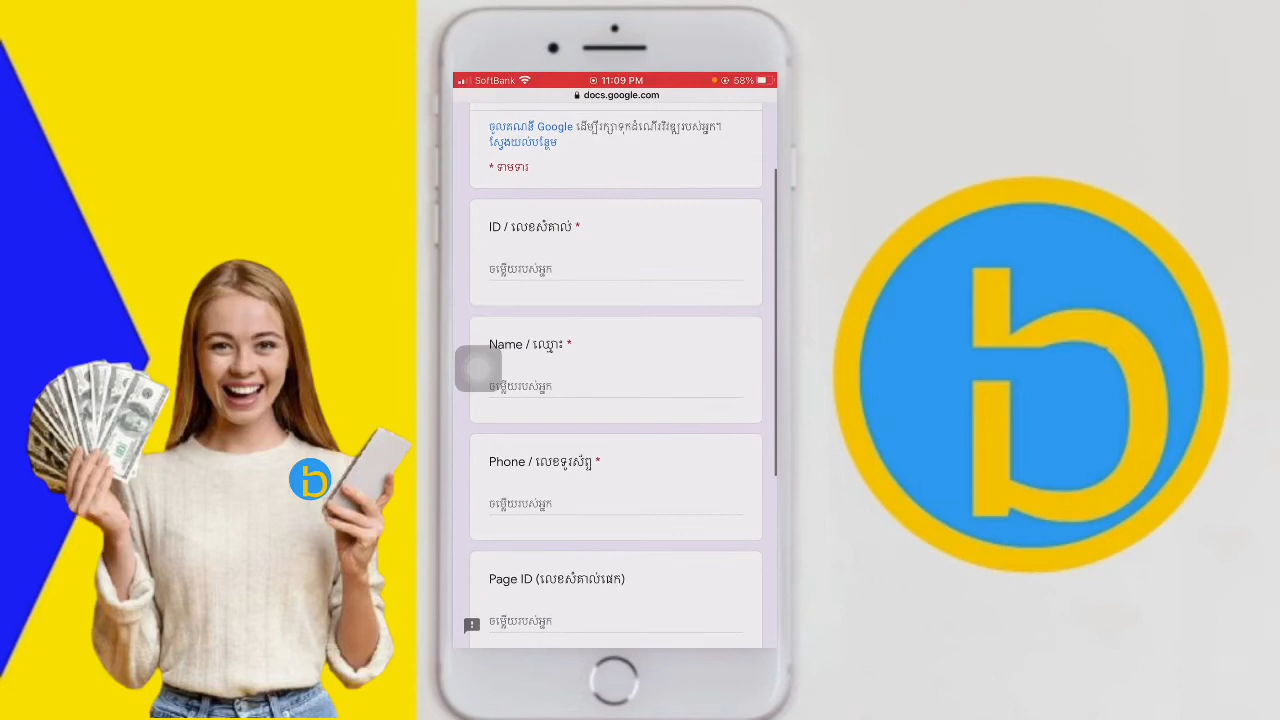 SoftBank 11:09 PM 58%
docs.google.com
ចូលគណនី Google ដើម្បីរក្សាទុកដំណើរវិវឌ្ឍរបស់អ្នក។
ស្វែងយល់បន្ថែម
* ទាមទារ
ID / លេខសំគាល់ *
ចម្លើយរបស់អ្នក
Name / ឈ្មោះ *
ចម្លើយរបស់អ្នក
Phone / លេខទូរស័ព្ទ *
ចម្លើយរបស់អ្នក
Page ID (លេខសំគាល់ផេក)
ចម្លើយរបស់អ្នក
b
b